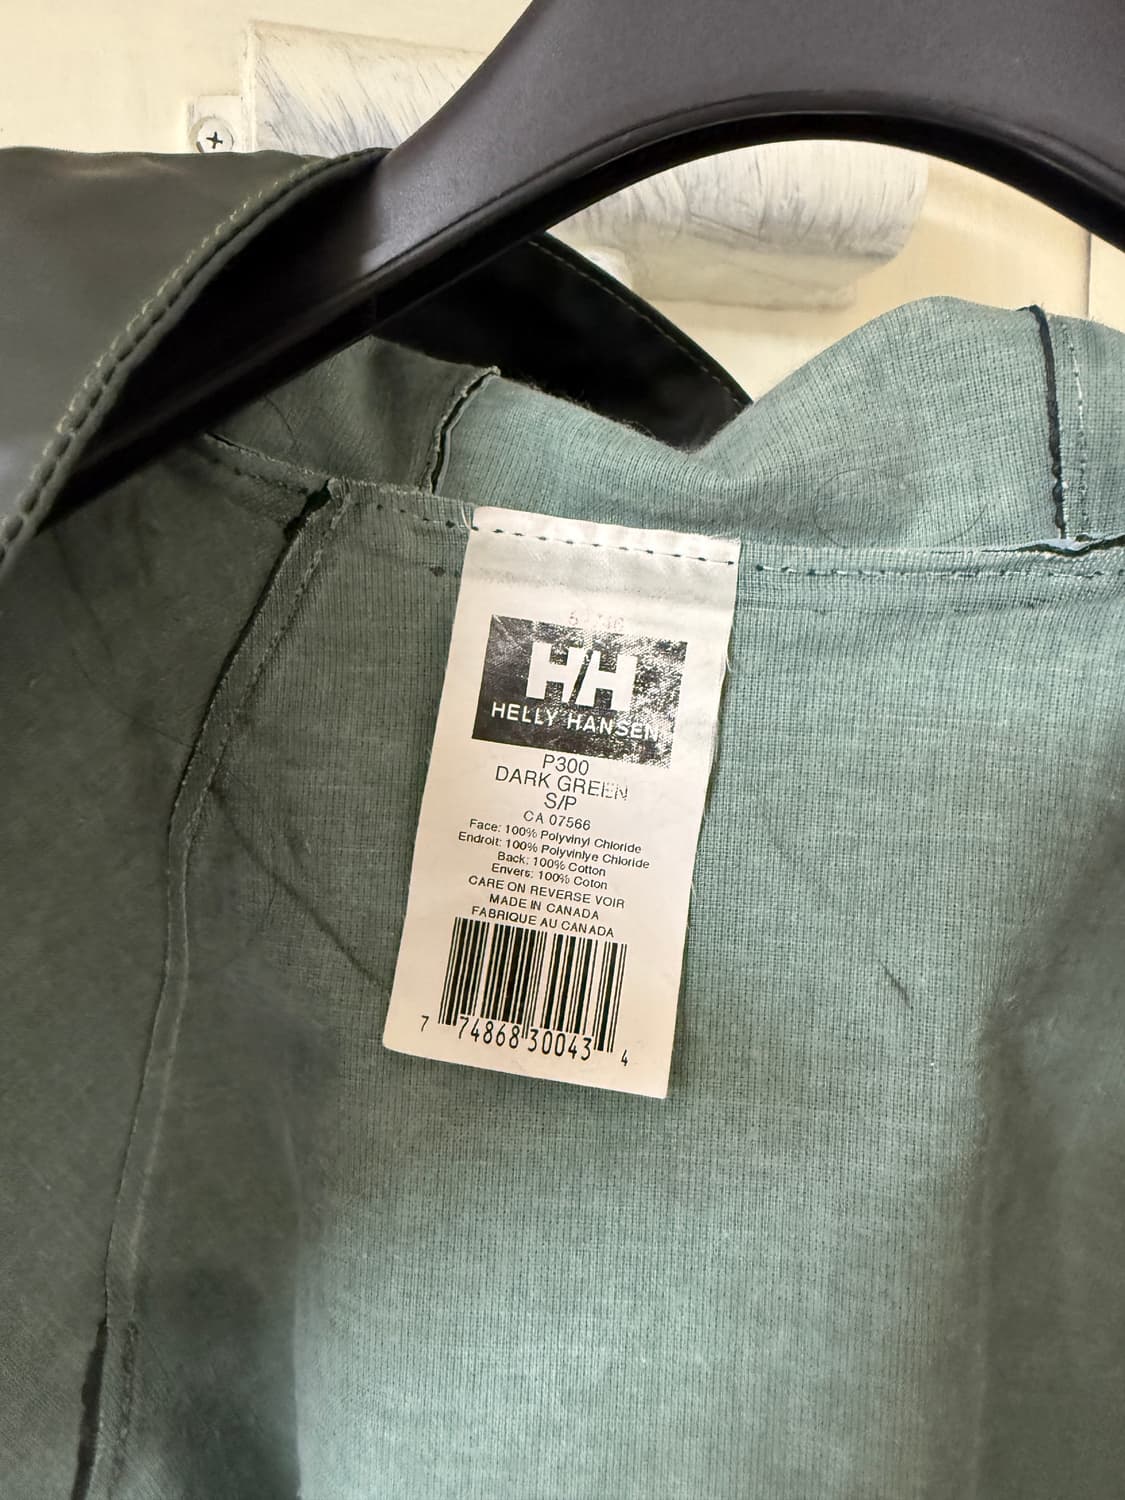 HH
HELLY HANSEN
P300
DARK GREEN
S/P
CA 07566
Face: 100% Polyvinyl Chloride
Endroit: 100% Polyvinlye Chloride
Back: 100% Cotton
Envers: 100% Coton
CARE ON REVERSE VOIR
MADE IN CANADA
FABRIQUE AU CANADA
7 74868 30043 4